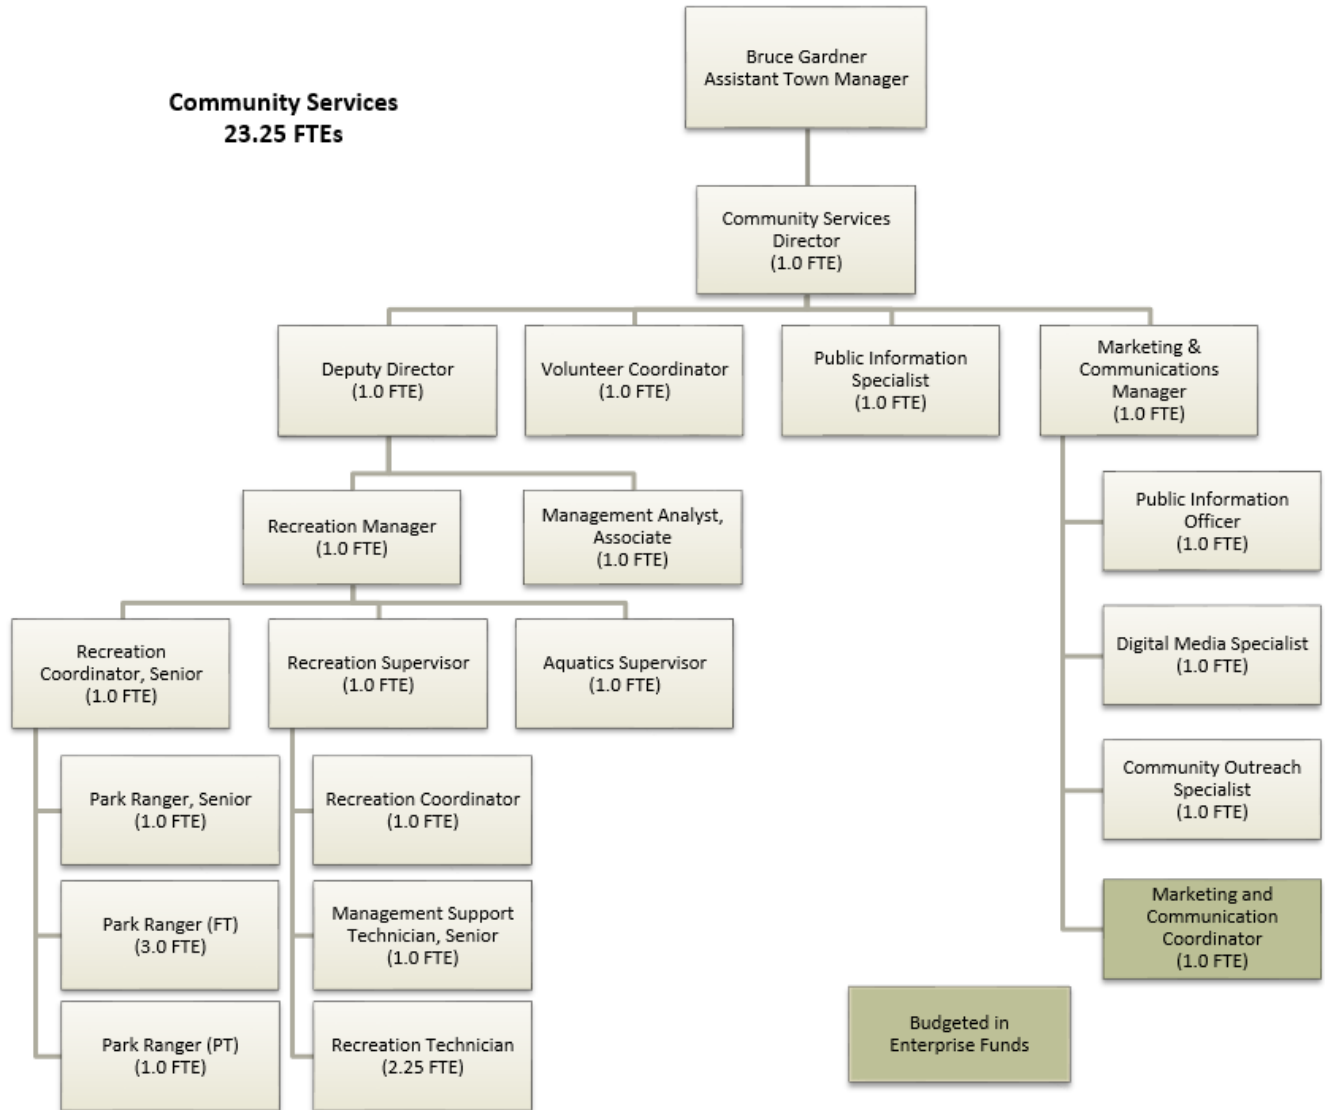 Bruce Gardner
Assistant Town Manager
Community Services
23.25 FTEs
Community Services
Director
(1.0 FTE)
Deputy Director
(1.0 FTE)
Volunteer Coordinator
(1.0 FTE)
Public Information
Specialist
(1.0 FTE)
Marketing &
Communications
Manager
(1.0 FTE)
Recreation Manager
(1.0 FTE)
Management Analyst,
Associate
(1.0 FTE)
Public Information
Officer
(1.0 FTE)
Recreation
Coordinator, Senior
(1.0 FTE)
Recreation Supervisor
(1.0 FTE)
Aquatics Supervisor
(1.0 FTE)
Digital Media Specialist
(1.0 FTE)
Park Ranger, Senior
(1.0 FTE)
Recreation Coordinator
(1.0 FTE)
Community Outreach
Specialist
(1.0 FTE)
Park Ranger (FT)
(3.0 FTE)
Management Support
Technician, Senior
(1.0 FTE)
Marketing and
Communication
Coordinator
(1.0 FTE)
Park Ranger (PT)
(1.0 FTE)
Recreation Technician
(2.25 FTE)
Budgeted in
Enterprise Funds